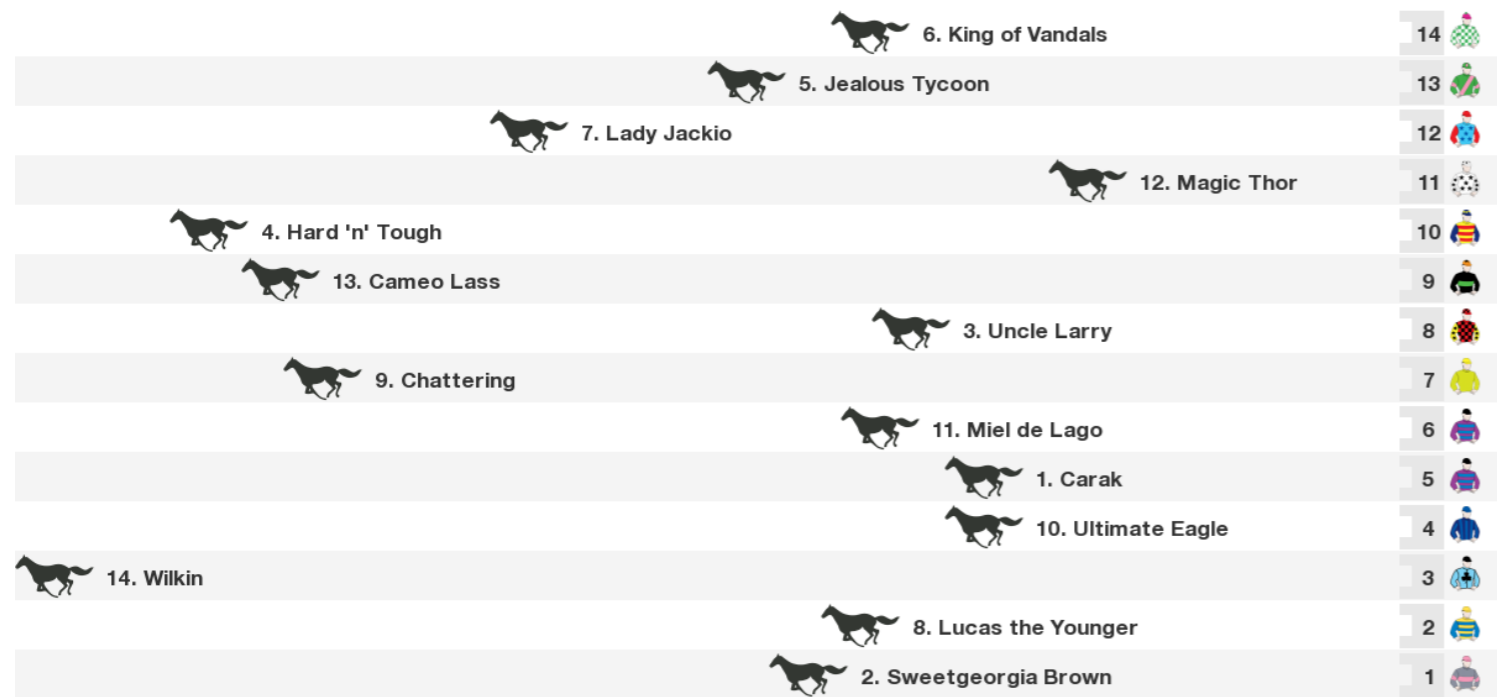 6. King of Vandals 14
5. Jealous Tycoon 13
7. Lady Jackio 12
12. Magic Thor 11
4. Hard 'n' Tough 10
13. Cameo Lass 9
3. Uncle Larry 8
9. Chattering 7
11. Miel de Lago 6
1. Carak 5
10. Ultimate Eagle 4
14. Wilkin 3
8. Lucas the Younger 2
2. Sweetgeorgia Brown 1